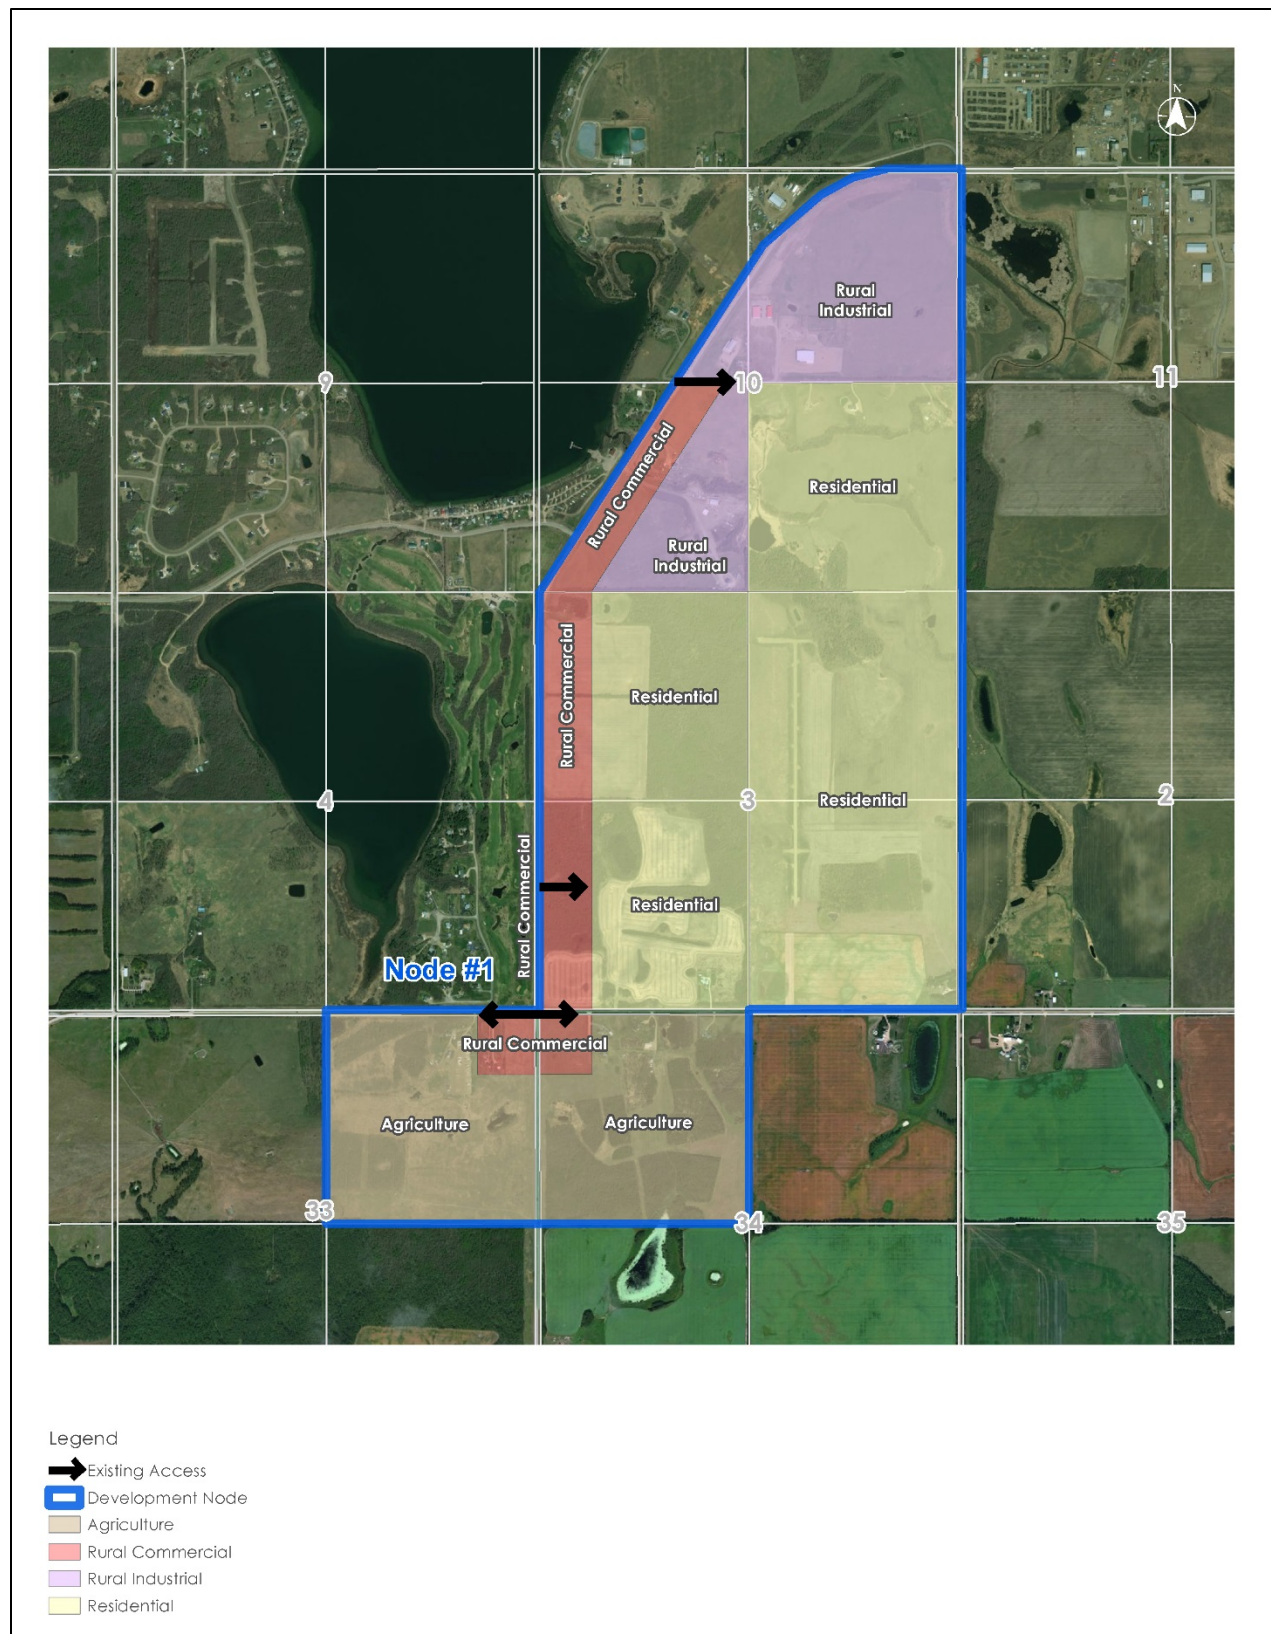 N
Rural
Industrial
9
10
11
Rural Commercial
Residential
Rural
Industrial
Rural Commercial
Residential
4
3
Residential
2
Rural Commercial
Residential
Node #1
Rural Commercial
Agriculture
Agriculture
33
34
35
Legend
Existing Access
Development Node
Agriculture
Rural Commercial
Rural Industrial
Residential